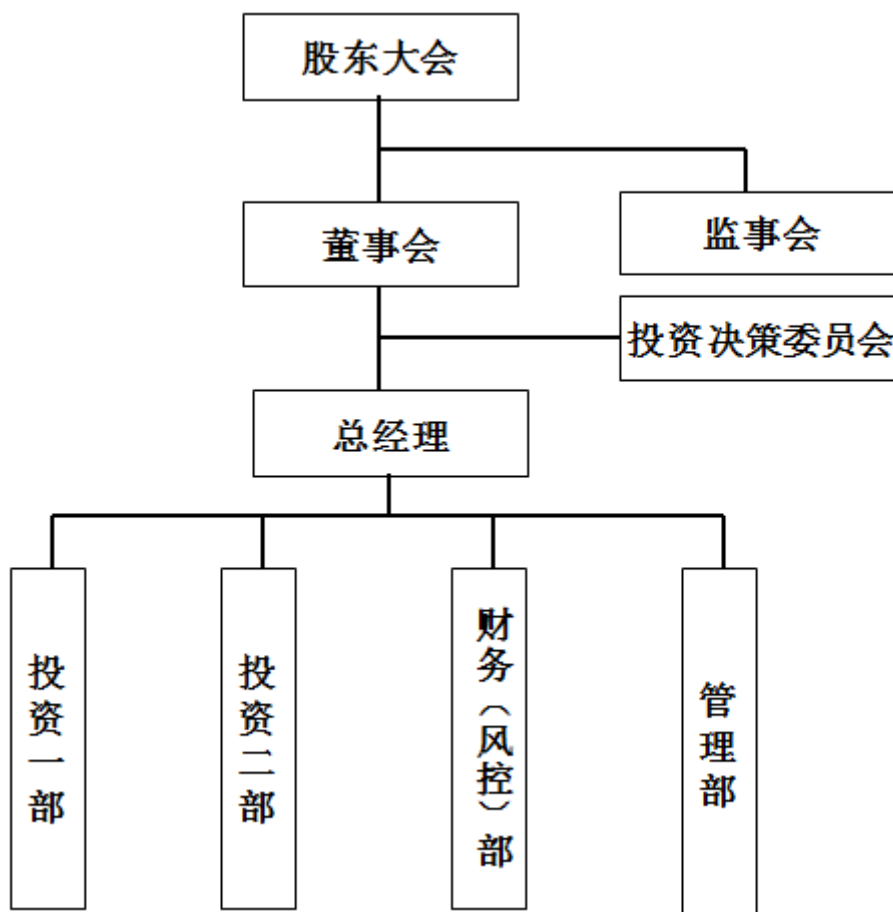 股东大会
董事会
监事会
投资决策委员会
总经理
投资一部
投资二部
财务（风控）部
管理部